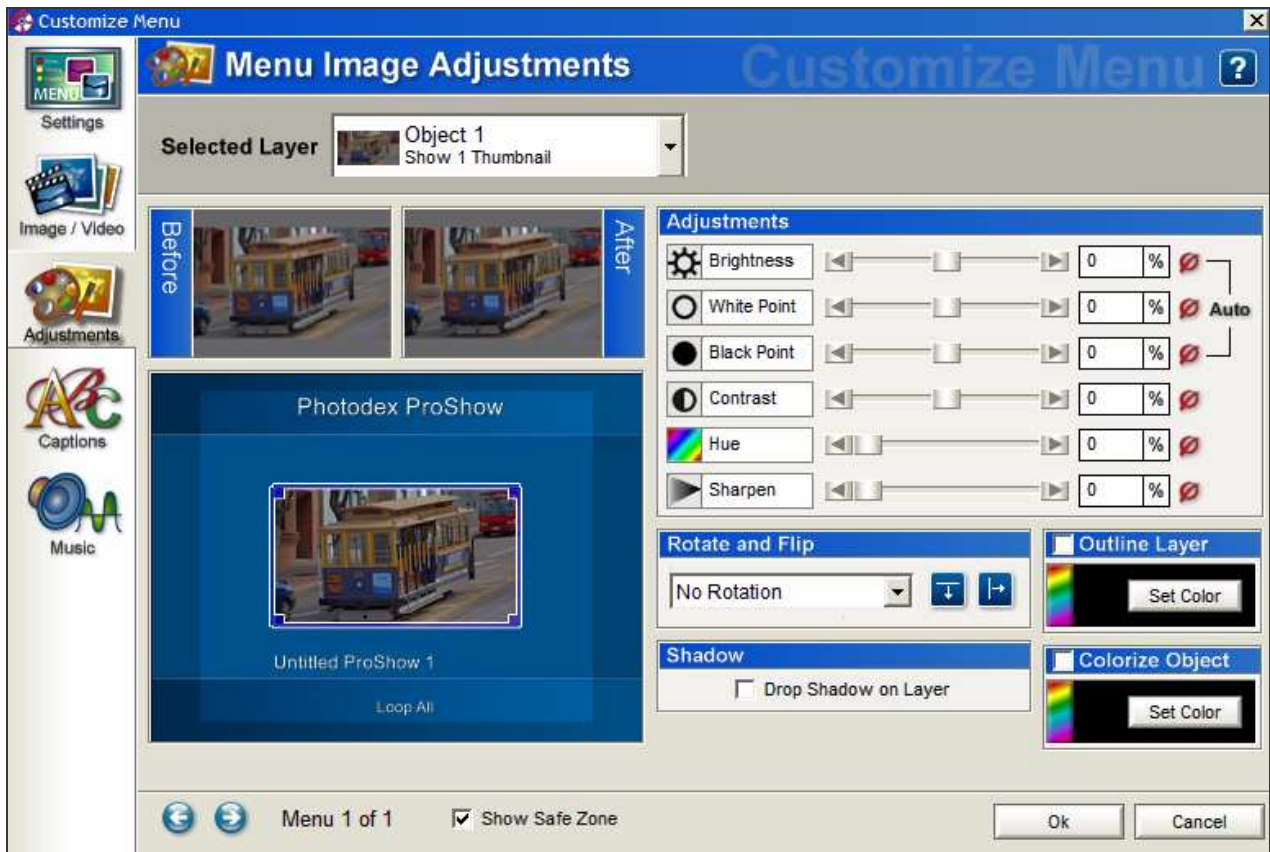 Customize Menu
Menu Image Adjustments
Customize Menu
?
MENU
Settings
Image / Video
Adjustments
ABC
Captions
Music
Selected Layer
Object 1
Show 1 Thumbnail
Before
After
Photodex ProShow
Untitled ProShow 1
Loop All
Adjustments
Brightness 0 %
White Point 0 % Auto
Black Point 0 %
Contrast 0 %
Hue 0 %
Sharpen 0 %
Rotate and Flip
No Rotation
Outline Layer
Set Color
Shadow
Drop Shadow on Layer
Colorize Object
Set Color
Menu 1 of 1
Show Safe Zone
Ok
Cancel